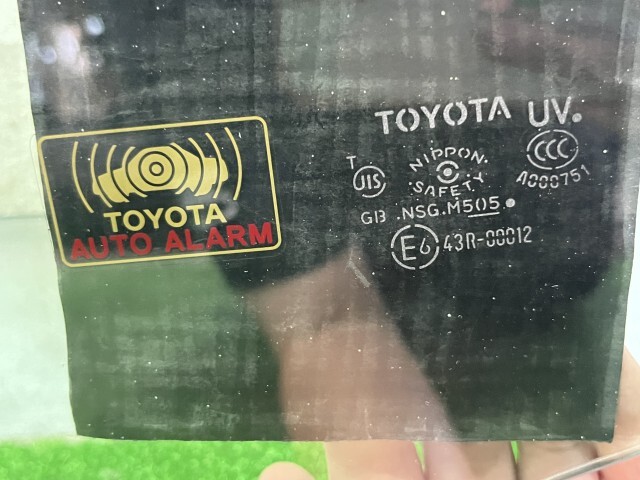 TOYOTA
AUTO ALARM
TOYOTA UV.
T
JIS
NIPPON.
SAFETY
CCC
A000751
GB .NSG.M505.
E6 43R-00012